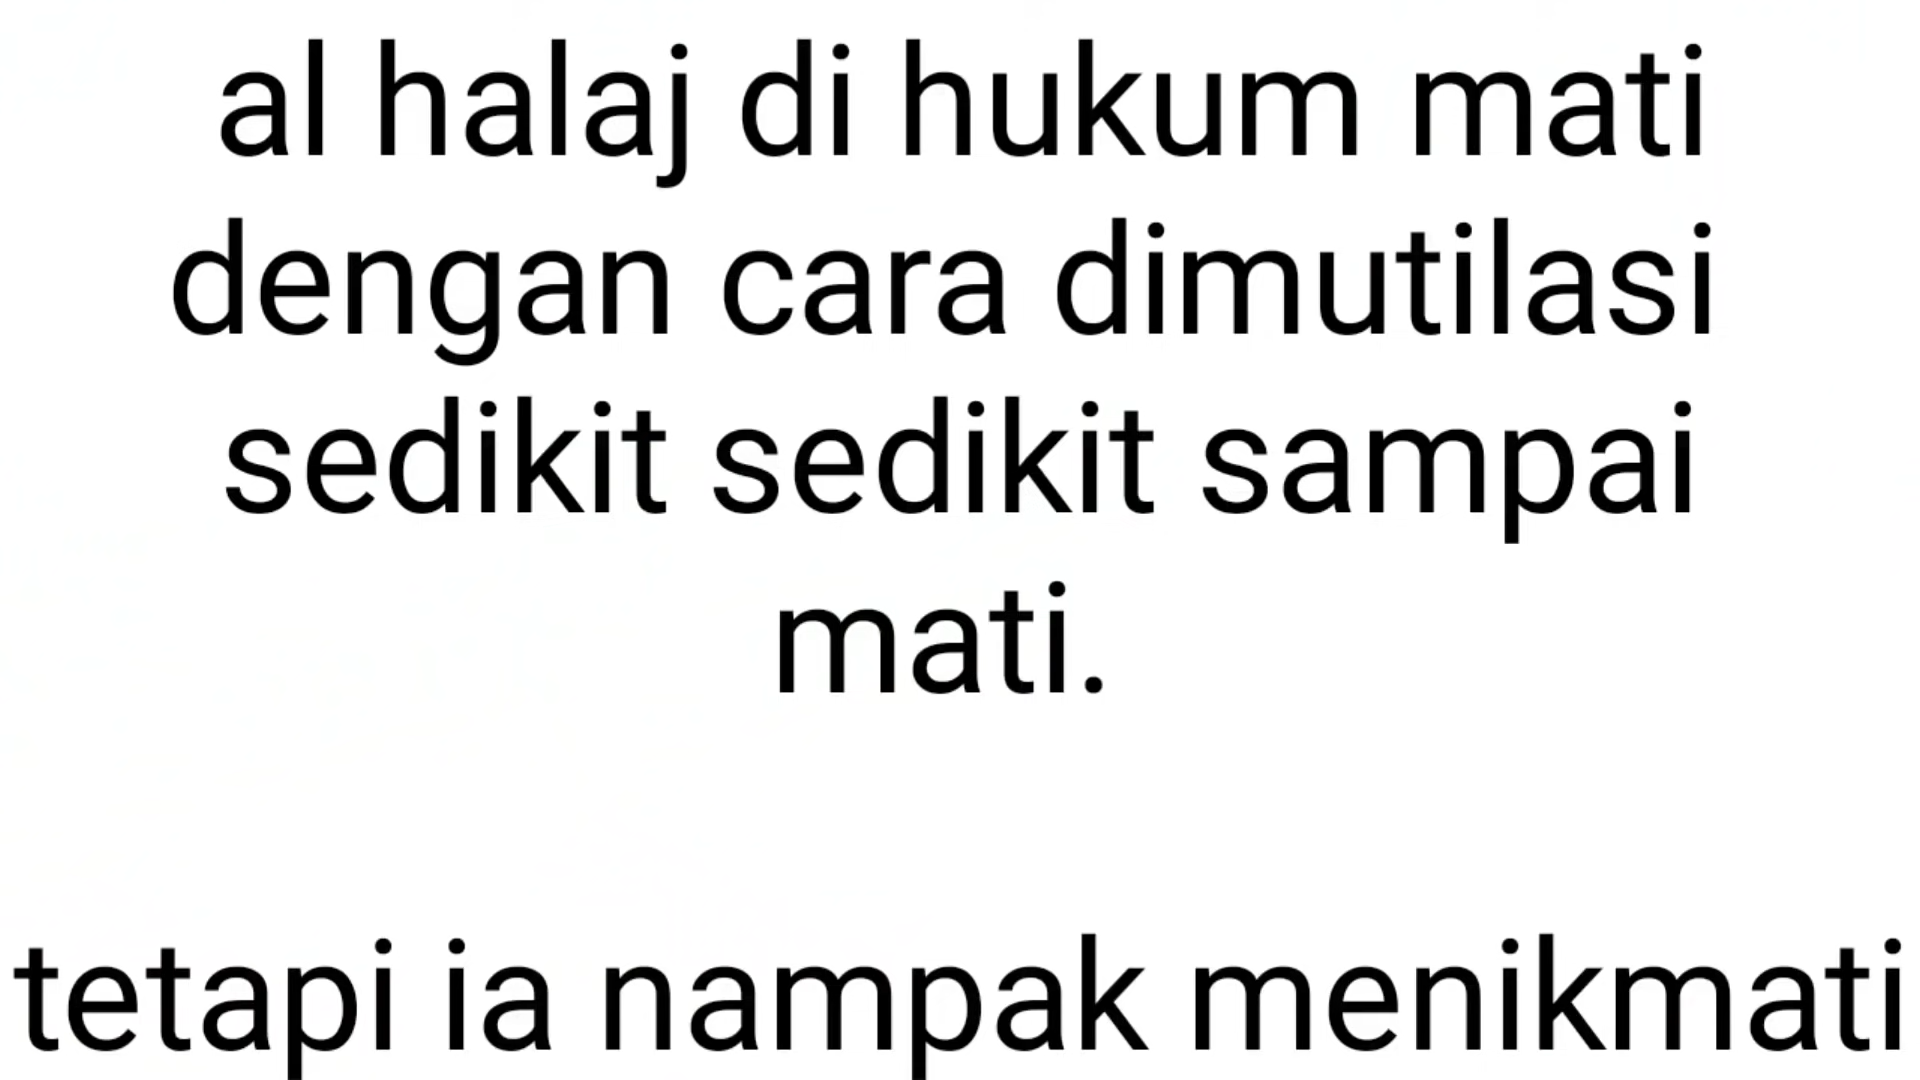 al halaj di hukum mati
dengan cara dimutilasi
sedikit sedikit sampai
mati.
tetapi ia nampak menikmati